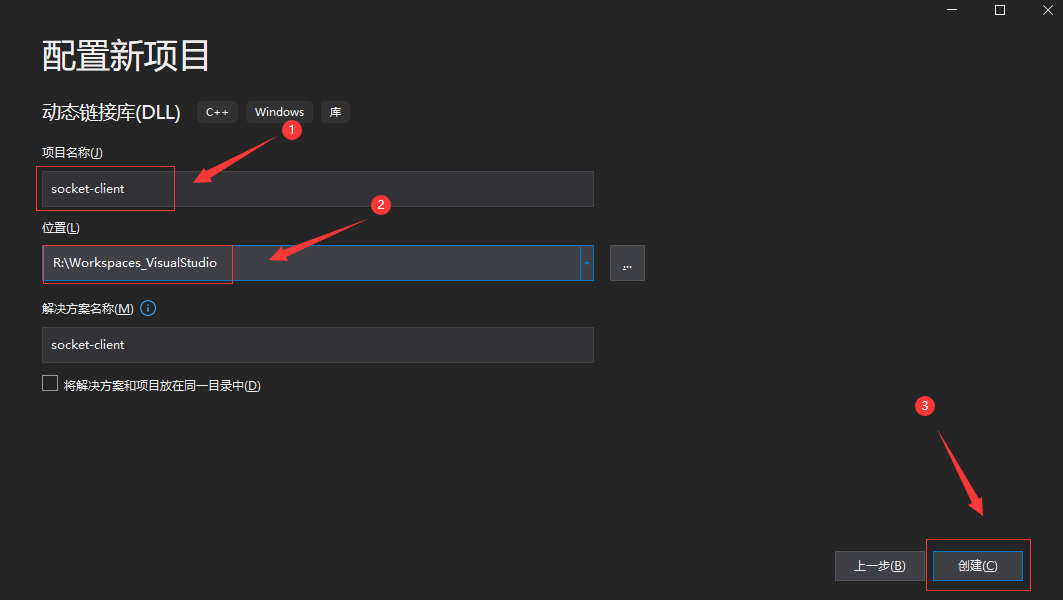 配置新项目
动态链接库(DLL) C++ Windows 库
1
项目名称(J)
socket-client
2
位置(L)
R:\Workspaces_VisualStudio ...
解决方案名称(M)
socket-client
将解决方案和项目放在同一目录中(D)
3
上一步(B) 创建(C)